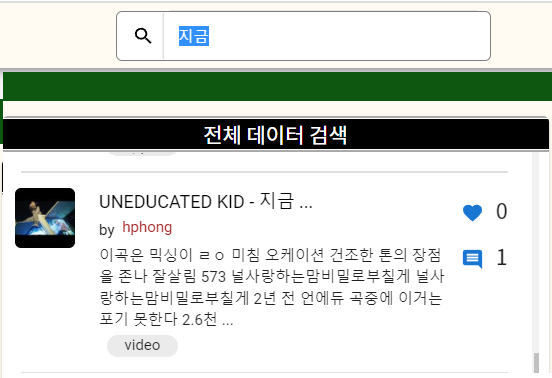 지금
전체 데이터 검색
UNEDUCATED KID - 지금 ...
0
by hphong
이곡은 믹싱이 ㄹㅇ 미침 오케이션 건조한 톤의 장점
1
을 존나 잘살림 573 널사랑하는맘비밀로부칠게 널사
랑하는맘비밀로부칠게 2년 전 언에듀 곡중에 이거는
포기 못한다 2.6천 ...
video